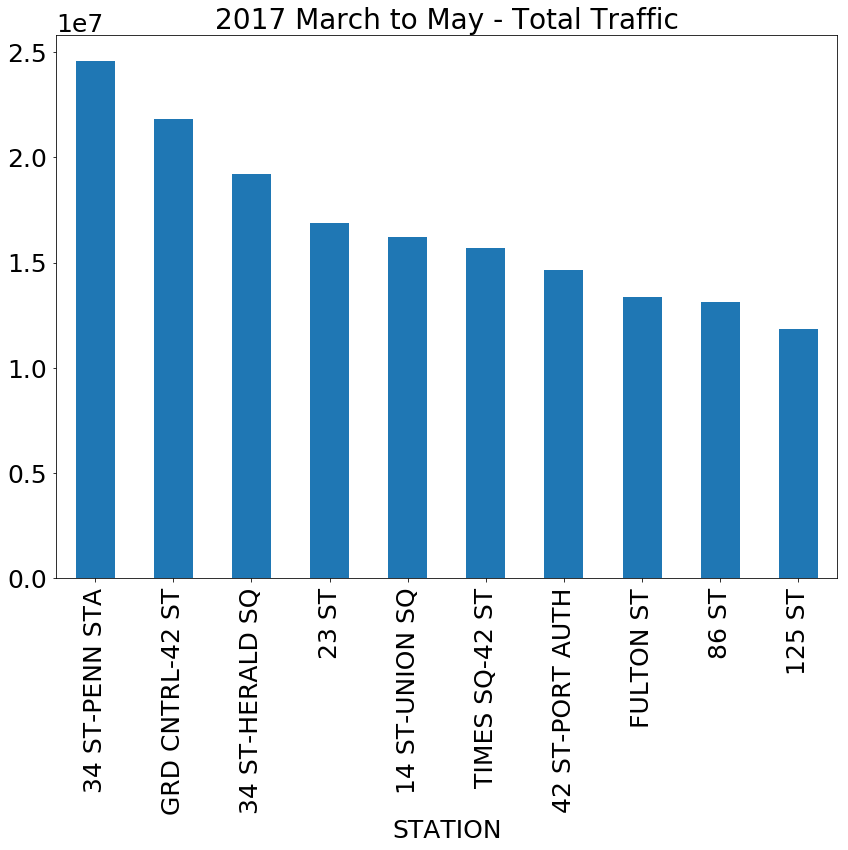 2017 March to May - Total Traffic
1e7
2.5
2.0
1.5
1.0
0.5
0.0
34 ST-PENN STA
GRD CNTRL-42 ST
34 ST-HERALD SQ
23 ST
14 ST-UNION SQ
TIMES SQ-42 ST
42 ST-PORT AUTH
FULTON ST
86 ST
125 ST
STATION